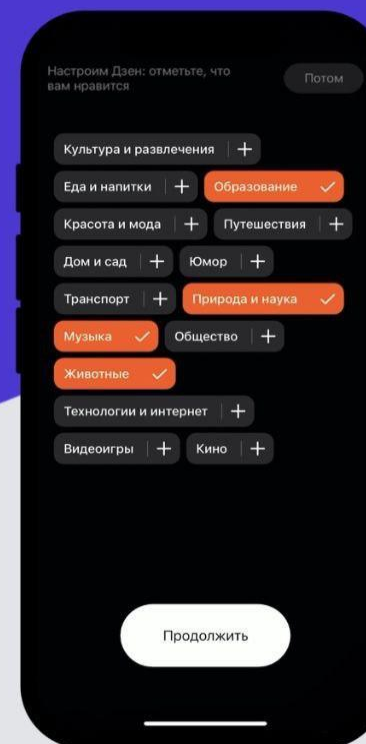 Настроим Дзен: отметьте, что
вам нравится
Потом
Культура и развлечения
Еда и напитки
Образование
Красота и мода
Путешествия
Дом и сад
Юмор
Транспорт
Природа и наука
Музыка
Общество
Животные
Технологии и интернет
Видеоигры
Кино
Продолжить